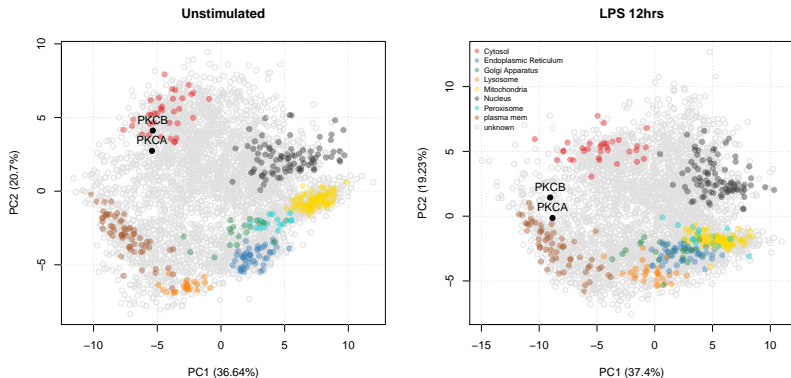 Unstimulated
LPS 12hrs
10
5
0
−5
−10
−5
0
5
10
PC2 (20.7%)
PC1 (36.64%)
PKCB
PKCA
10
5
0
−5
−15
−10
−5
0
5
10
PC2 (19.23%)
PC1 (37.4%)
Cytosol
Endoplasmic Reticulum
Golgi Apparatus
Lysosome
Mitochondria
Nucleus
Peroxisome
plasma mem
unknown
PKCB
PKCA